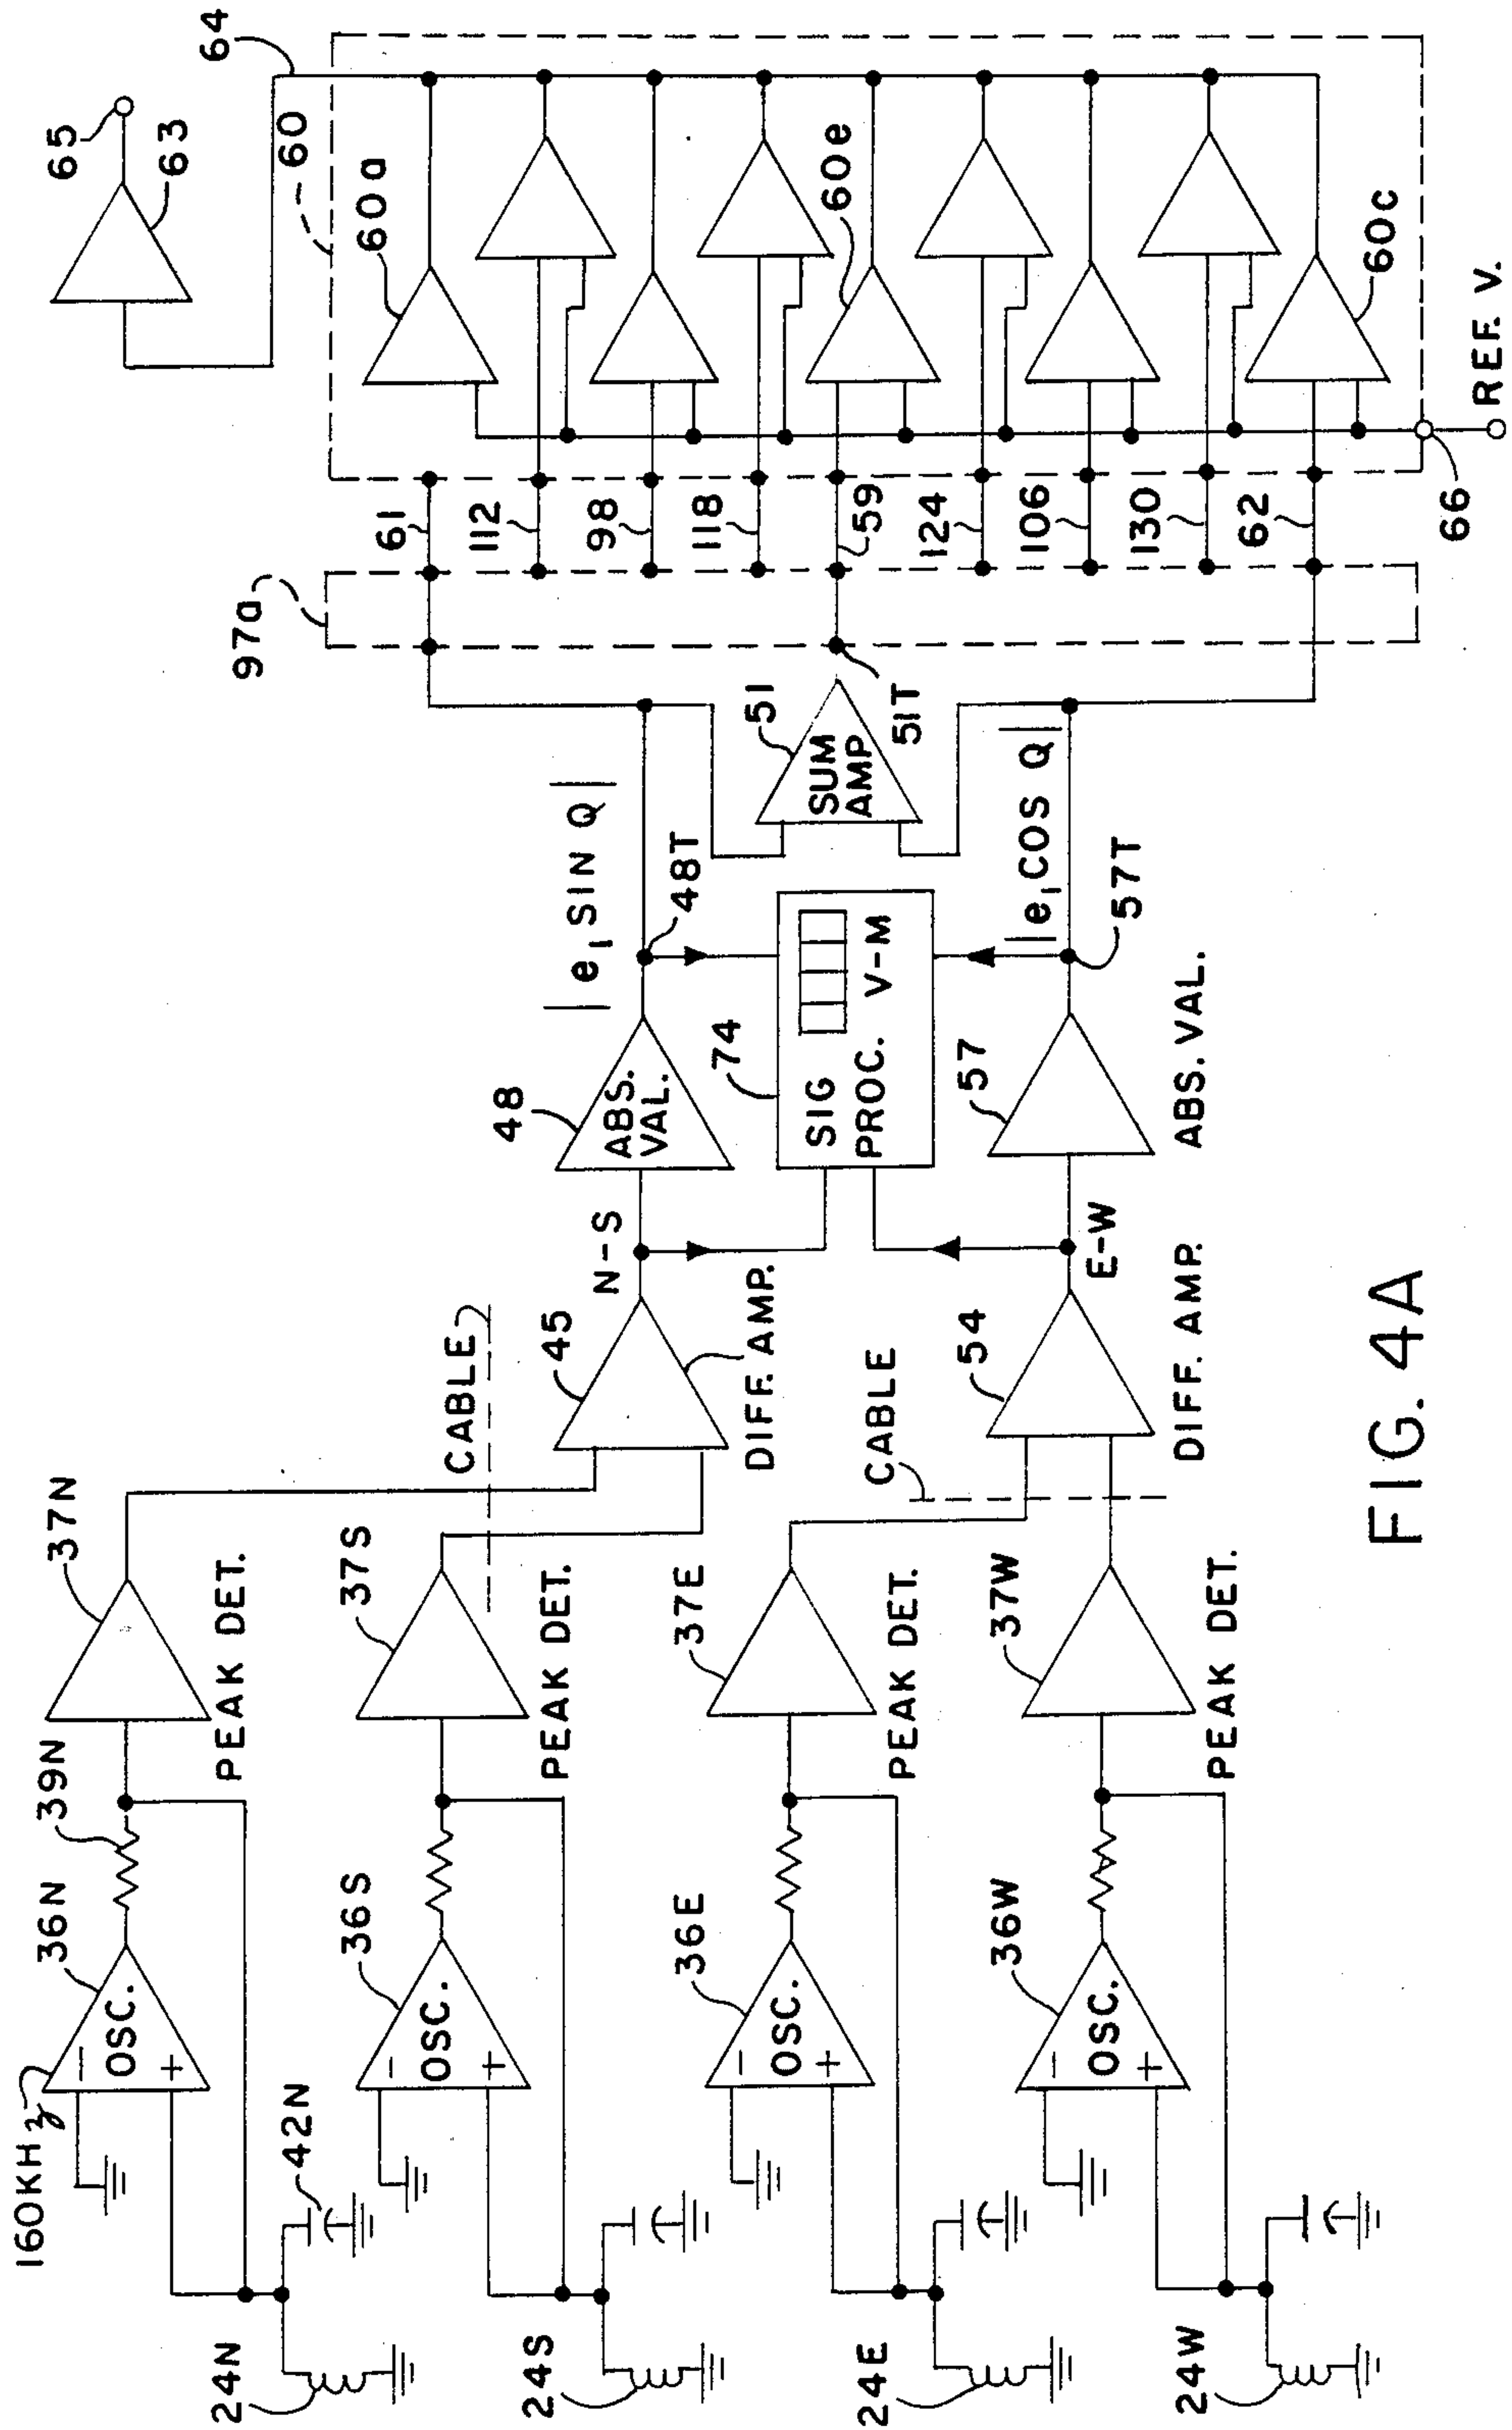 160KHz
36N
39N
37N
OSC.
− +
PEAK DET.
24N
42N
36S
37S
OSC.
− +
PEAK DET.
24S
CABLE
36E
37E
OSC.
− +
PEAK DET.
24E
CABLE
36W
37W
OSC.
− +
PEAK DET.
24W
45
DIFF. AMP.
N-S
48
ABS.
VAL.
|e₁ SIN Q|
48T
74
SIG
PROC.
V-M
54
DIFF. AMP.
E-W
57
ABS. VAL.
|e₁ COS Q|
57T
51
SUM
AMP
51T
97a
61
112
98
118
59
124
106
130
62
65
63
64
60
60a
60e
60c
66
REF. V.
FIG. 4A